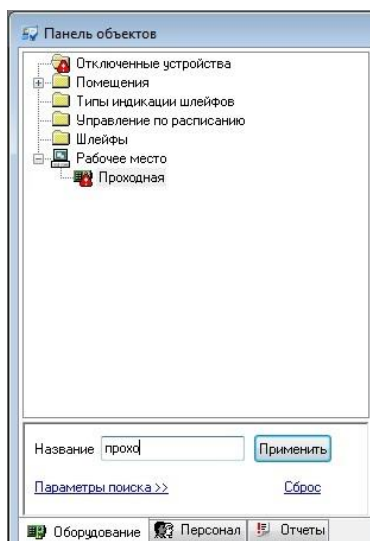 Панель объектов
Отключенные устройства
Помещения
Типы индикации шлейфов
Управление по расписанию
Шлейфы
Рабочее место
Проходная
Название прохо Применить
Параметры поиска >> Сброс
Оборудование Персонал Отчеты